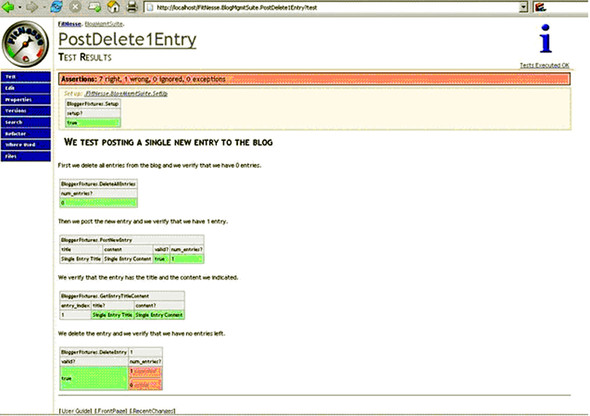 http://localhost/FitNesse.BlogMgmtSuite.PostDelete1Entry?test
FitNesse
FitNesse. BlogMgmtSuite.
PostDelete1Entry
TEST RESULTS
Tests Executed OK
Test
Edit
Properties
Versions
Search
Refactor
Where Used
Files
Assertions: 7 right, 1 wrong, 0 ignored, 0 exceptions
Set up: .FitNesse.BlogMgmtSuite.SetUp
BloggerFixtures.Setup
setup?
true
WE TEST POSTING A SINGLE NEW ENTRY TO THE BLOG
First we delete all entries from the blog and we verify that we have 0 entries.
BloggerFixtures.DeleteAllEntries
num_entries?
0
Then we post the new entry and we verify that we have 1 entry.
BloggerFixtures.PostNewEntry
title content valid? num_entries?
Single Entry Title Single Entry Content true 1
We verify that the entry has the title and the content we indicated.
BloggerFixtures.GetEntryTitleContent
entry_index title? content?
1 Single Entry Title Single Entry Content
We delete the entry and we verify that we have no entries left.
BloggerFixtures.DeleteEntry 1
valid? num_entries?
true 1 expected
0 actual
[User Guide] [FrontPage] [RecentChanges]